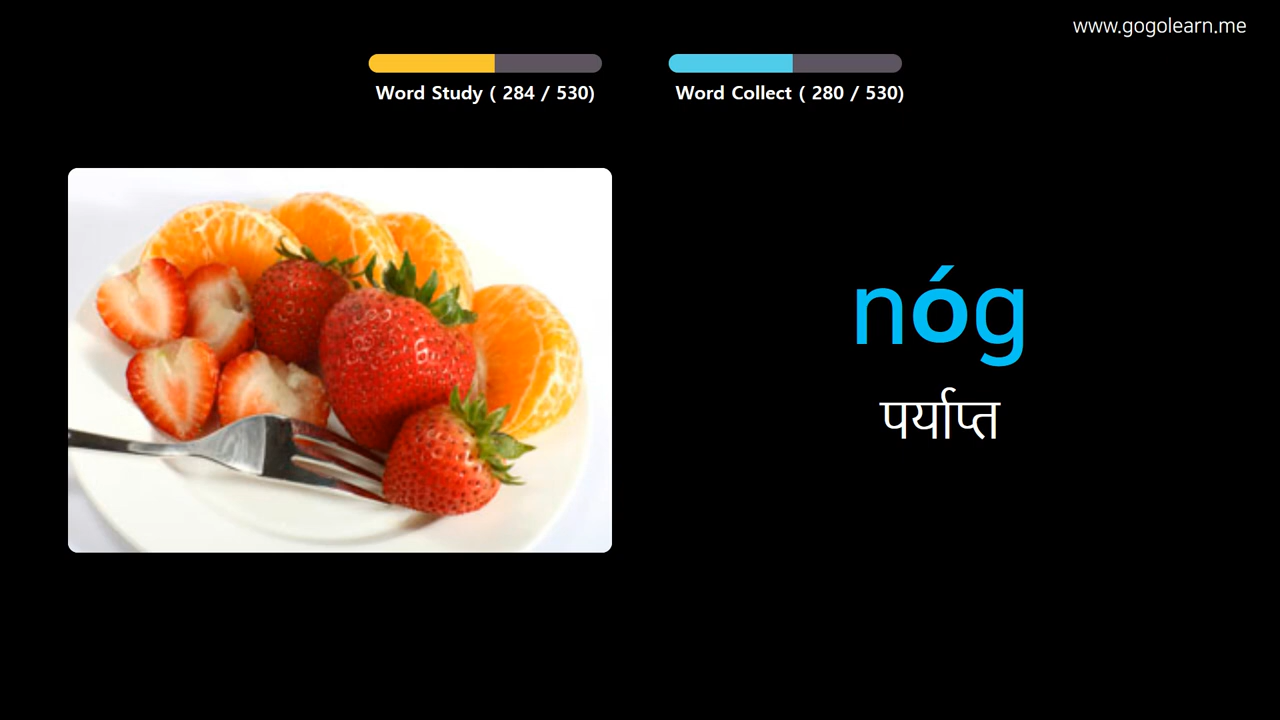 www.gogolearn.me
Word Study ( 284 / 530)
Word Collect ( 280 / 530)
nóg
पर्याप्त